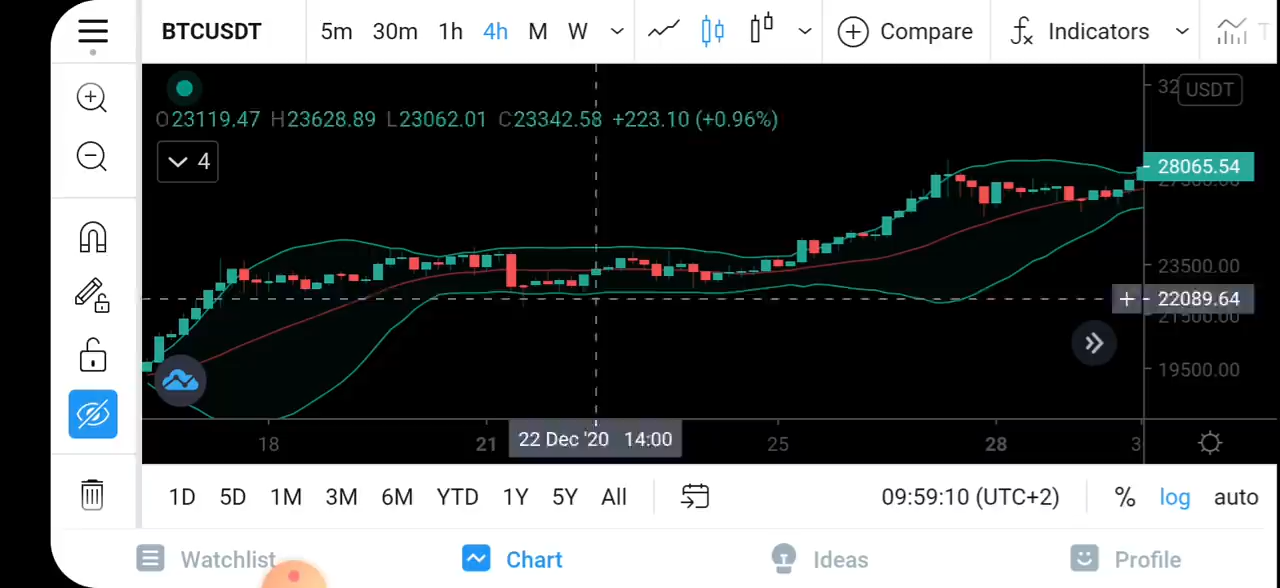 BTCUSDT 5m 30m 1h 4h M W Compare Indicators
USDT
O23119.47 H23628.89 L23062.01 C23342.58 +223.10 (+0.96%)
4
28065.54
23500.00
22089.64
19500.00
18 21 22 Dec '20 14:00 25 28
1D 5D 1M 3M 6M YTD 1Y 5Y All 09:59:10 (UTC+2) % log auto
Watchlist Chart Ideas Profile